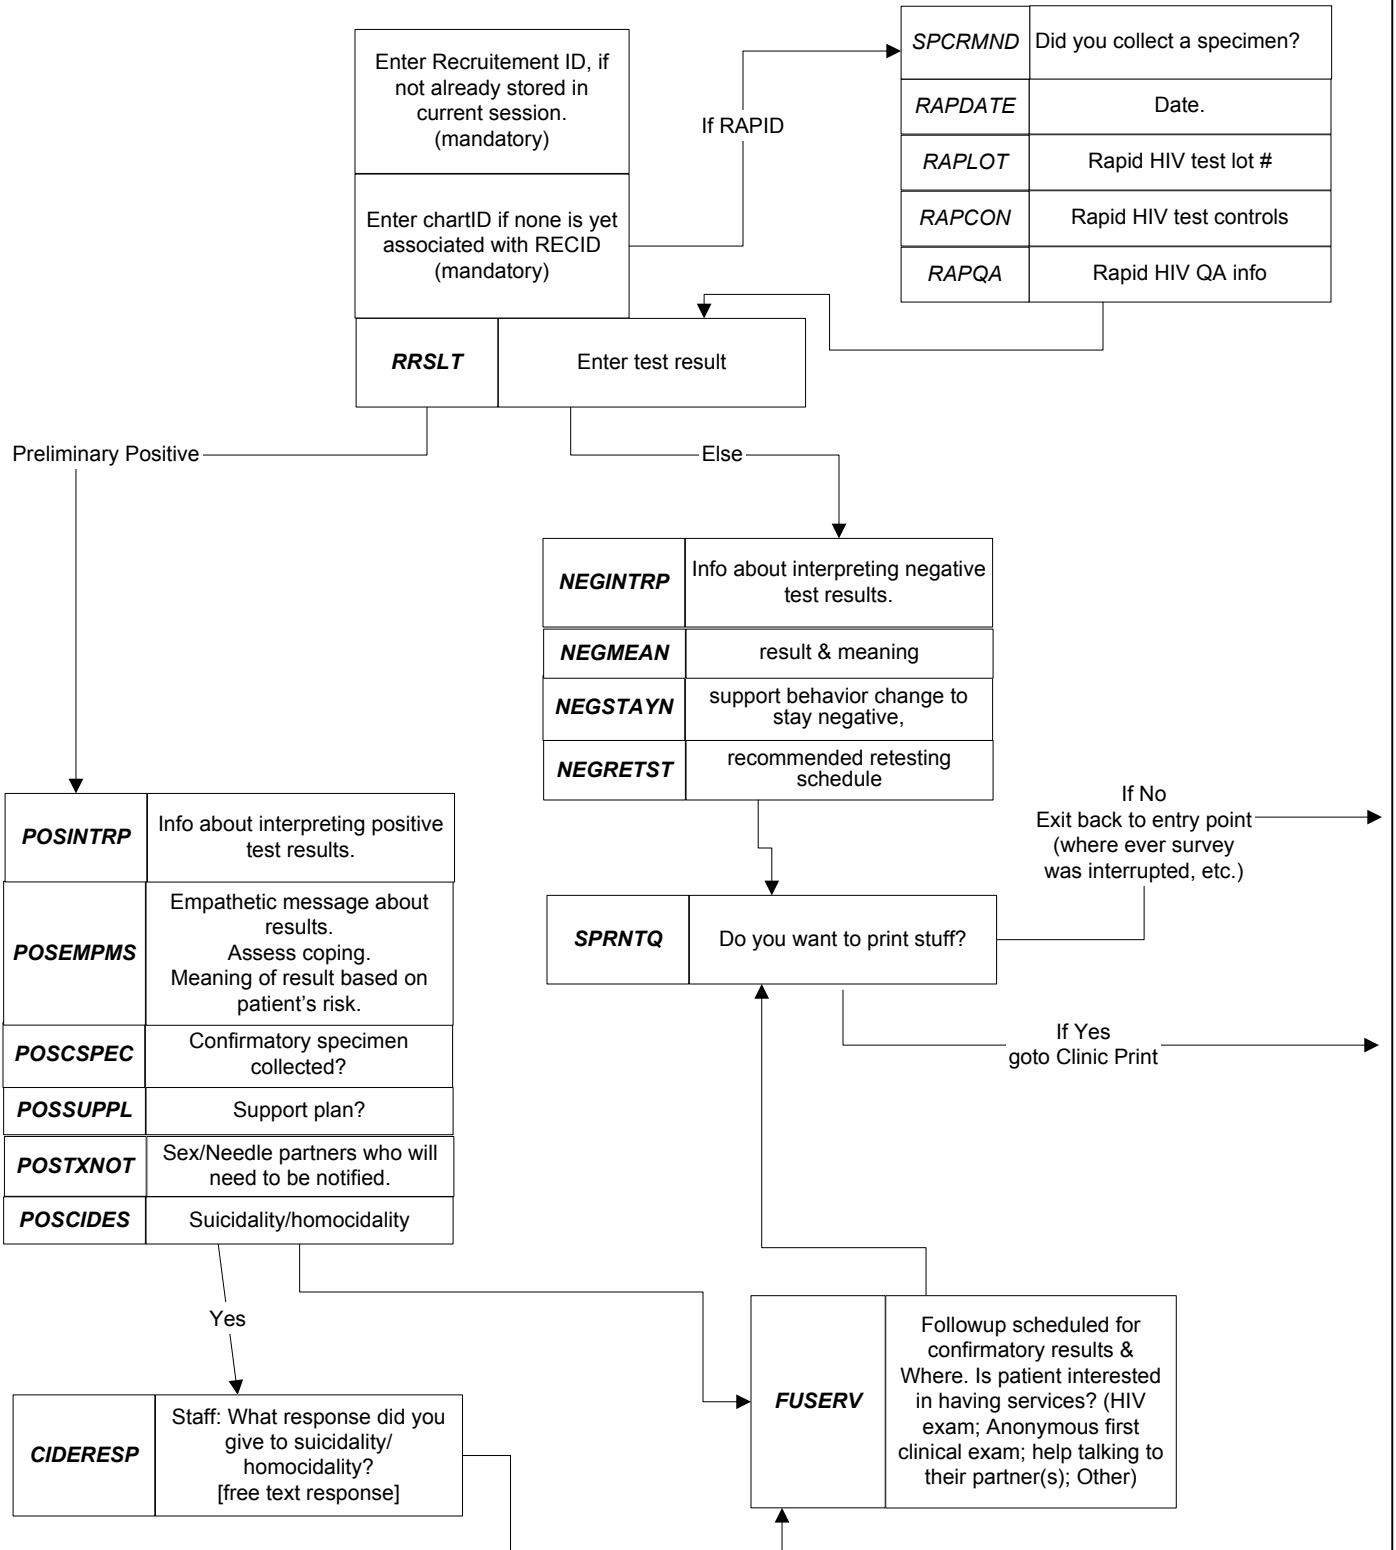 Enter Recruitement ID, if
not already stored in
current session.
(mandatory)
Enter chartID if none is yet
associated with RECID
(mandatory)
RRSLT
Enter test result
If RAPID
SPCRMND
Did you collect a specimen?
RAPDATE
Date.
RAPLOT
Rapid HIV test lot #
RAPCON
Rapid HIV test controls
RAPQA
Rapid HIV QA info
Preliminary Positive
Else
NEGINTRP
Info about interpreting negative
test results.
NEGMEAN
result & meaning
NEGSTAYN
support behavior change to
stay negative,
NEGRETST
recommended retesting
schedule
If No
Exit back to entry point
(where ever survey
was interrupted, etc.)
SPRNTQ
Do you want to print stuff?
If Yes
goto Clinic Print
POSINTRP
Info about interpreting positive
test results.
POSEMPMS
Empathetic message about
results.
Assess coping.
Meaning of result based on
patient's risk.
POSCSPEC
Confirmatory specimen
collected?
POSSUPPL
Support plan?
POSTXNOT
Sex/Needle partners who will
need to be notified.
POSCIDES
Suicidality/homocidality
Yes
CIDERESP
Staff: What response did you
give to suicidality/
homocidality?
[free text response]
FUSERV
Followup scheduled for
confirmatory results &
Where. Is patient interested
in having services? (HIV
exam; Anonymous first
clinical exam; help talking to
their partner(s); Other)